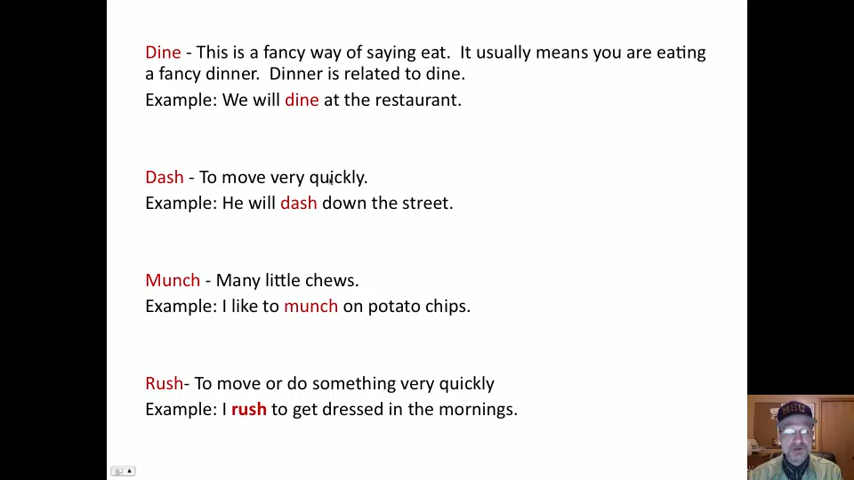 Dine - This is a fancy way of saying eat.  It usually means you are eating
a fancy dinner.  Dinner is related to dine.
Example: We will dine at the restaurant.
Dash - To move very quickly.
Example: He will dash down the street.
Munch - Many little chews.
Example: I like to munch on potato chips.
Rush- To move or do something very quickly
Example: I rush to get dressed in the mornings.
MSU